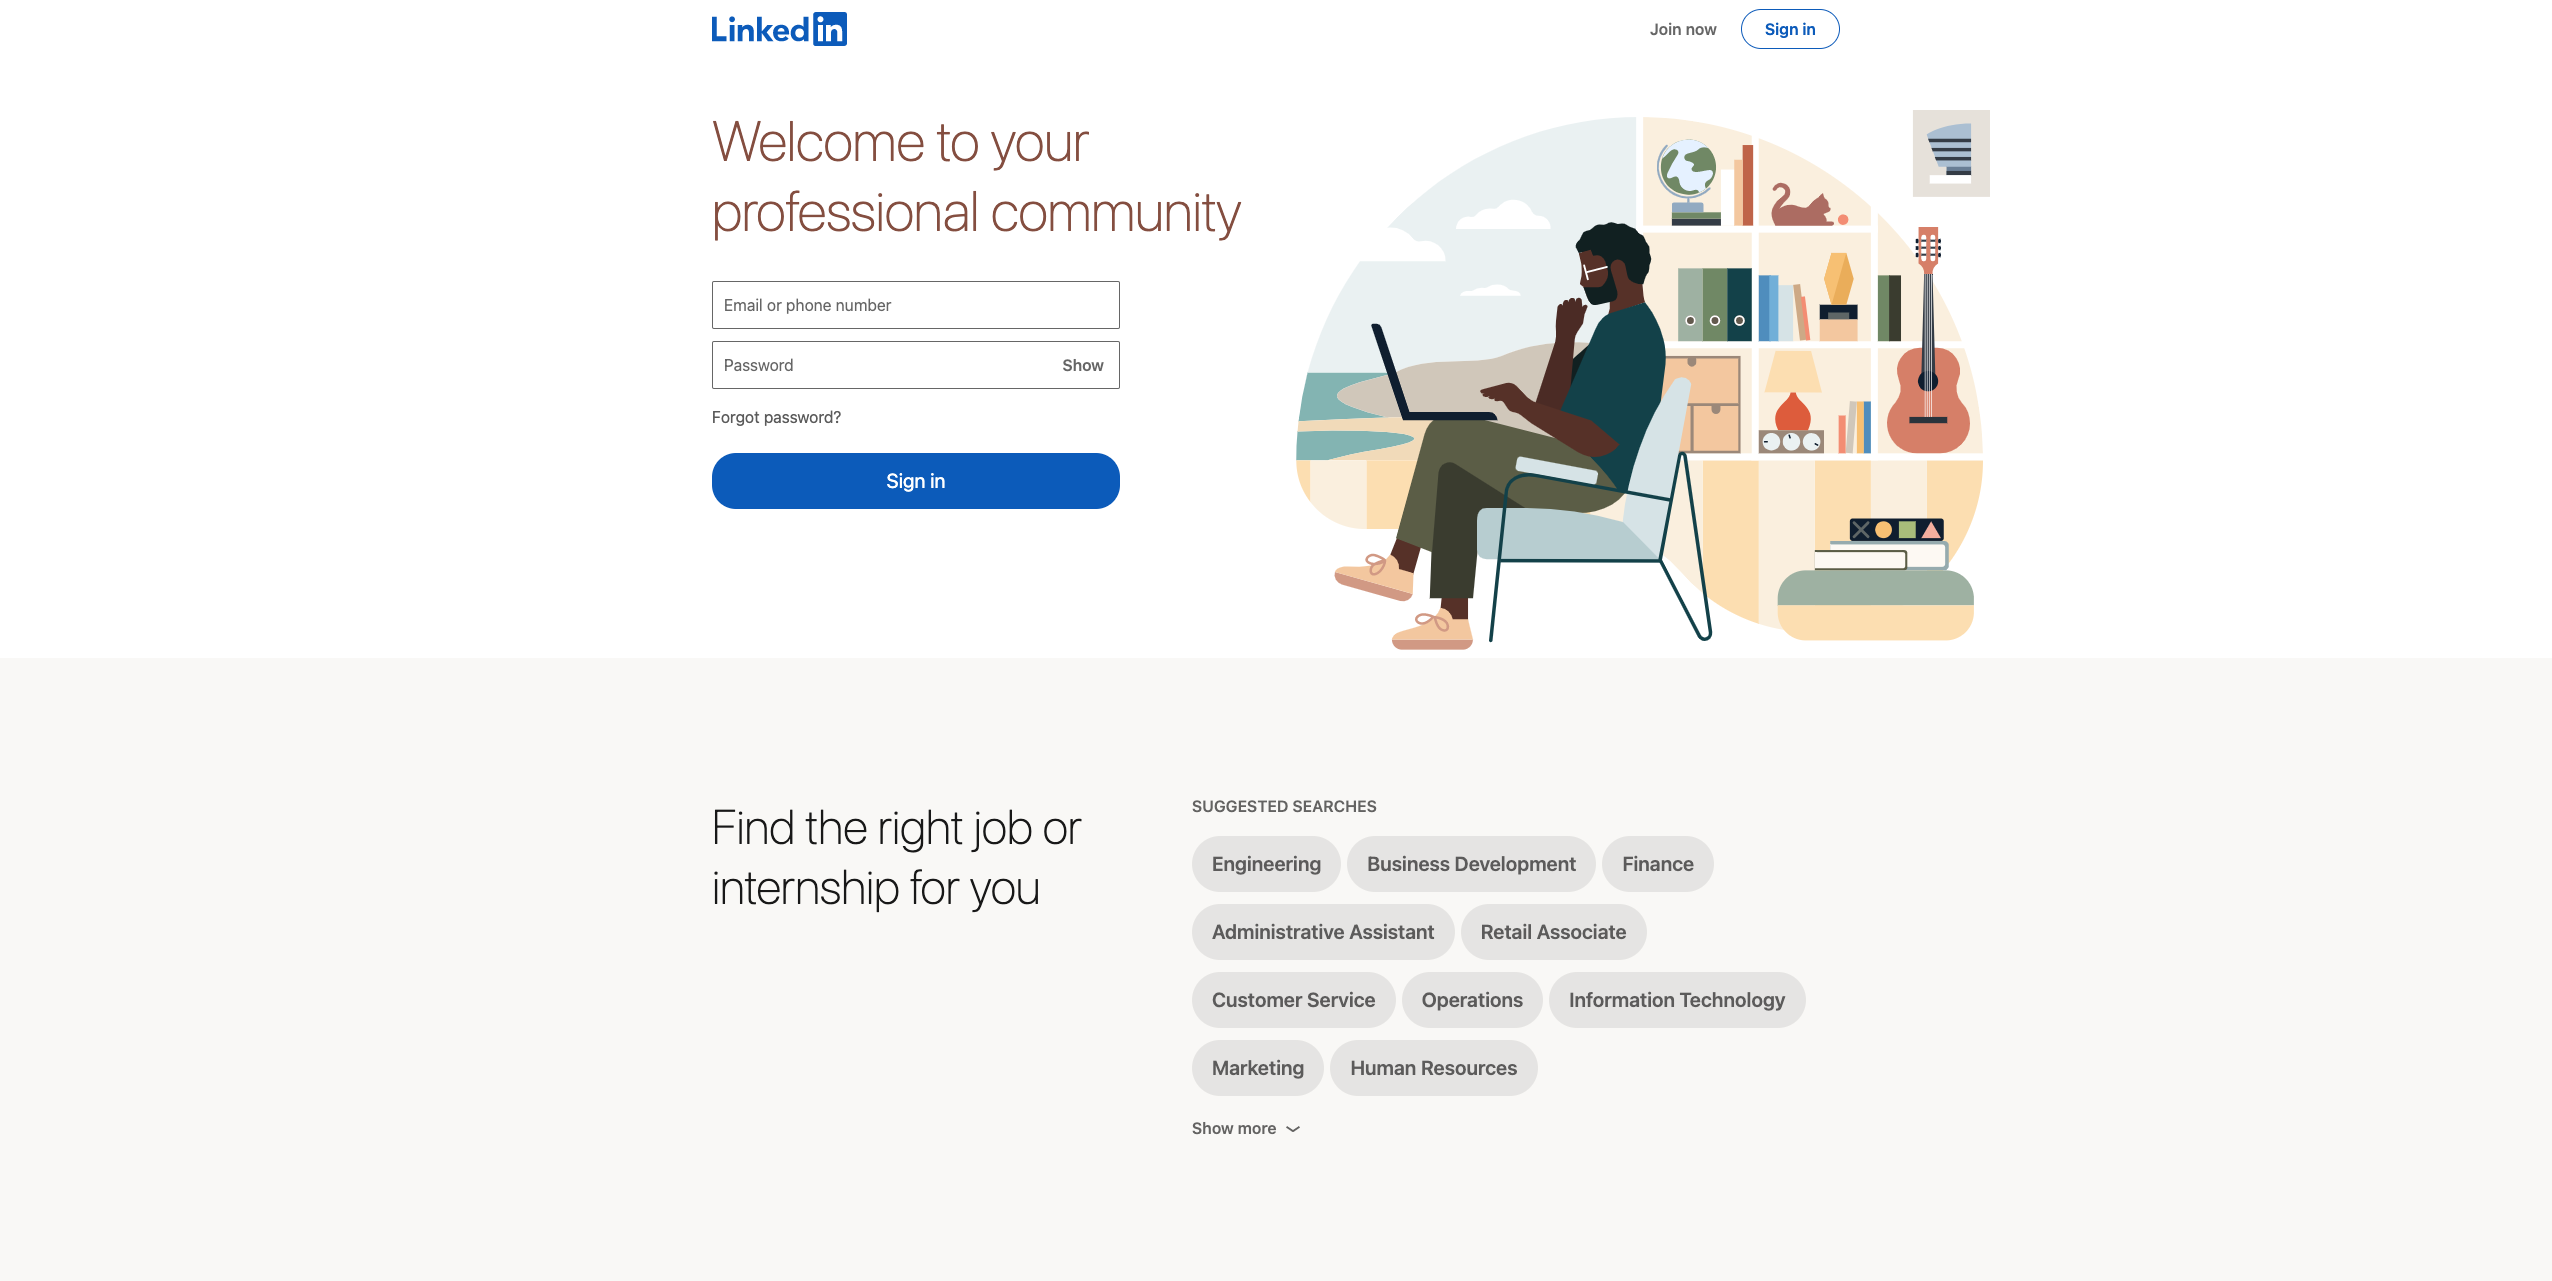 LinkedIn
Join now
Sign in
Welcome to your
professional community
Email or phone number
Password
Show
Forgot password?
Sign in
Find the right job or
internship for you
SUGGESTED SEARCHES
Engineering
Business Development
Finance
Administrative Assistant
Retail Associate
Customer Service
Operations
Information Technology
Marketing
Human Resources
Show more